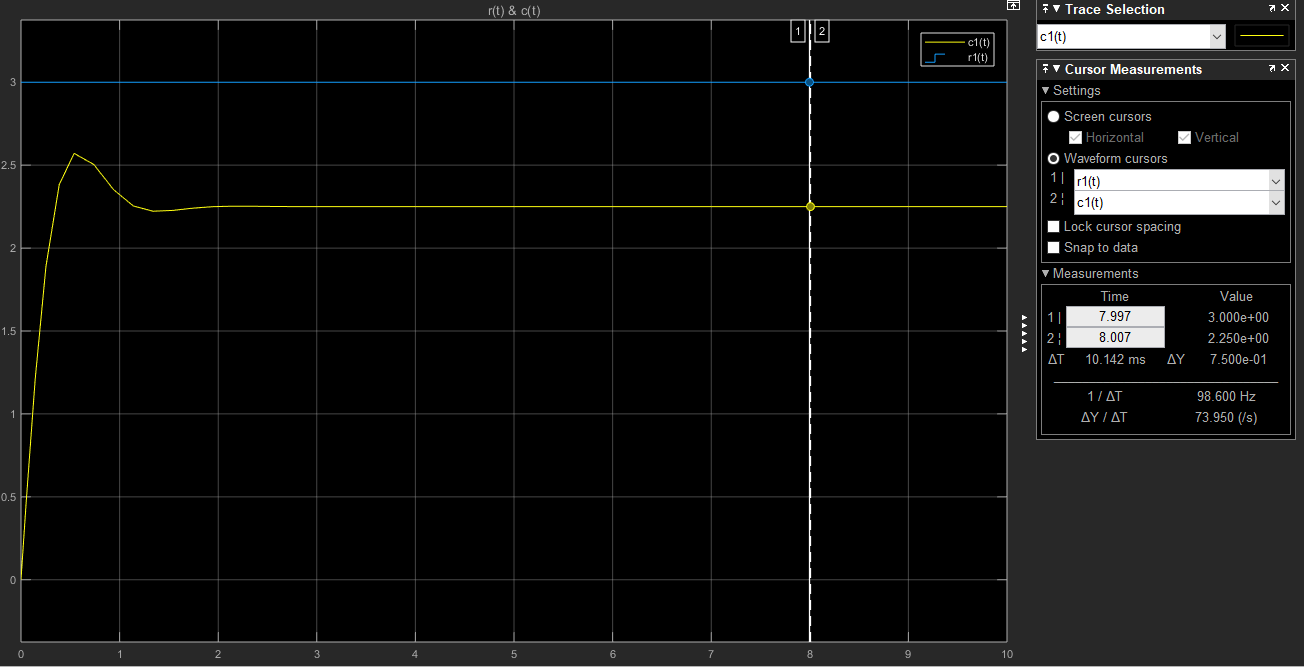 r(t) & c(t)
1 2
c1(t)
r1(t)
3
2.5
2
1.5
1
0.5
0
0 1 2 3 4 5 6 7 8 9 10
Trace Selection
c1(t)
Cursor Measurements
Settings
Screen cursors
Horizontal Vertical
Waveform cursors
1 | r1(t)
2 ¦ c1(t)
Lock cursor spacing
Snap to data
Measurements
Time Value
1 | 7.997 3.000e+00
2 ¦ 8.007 2.250e+00
ΔT 10.142 ms ΔY 7.500e-01
1 / ΔT 98.600 Hz
ΔY / ΔT 73.950 (/s)